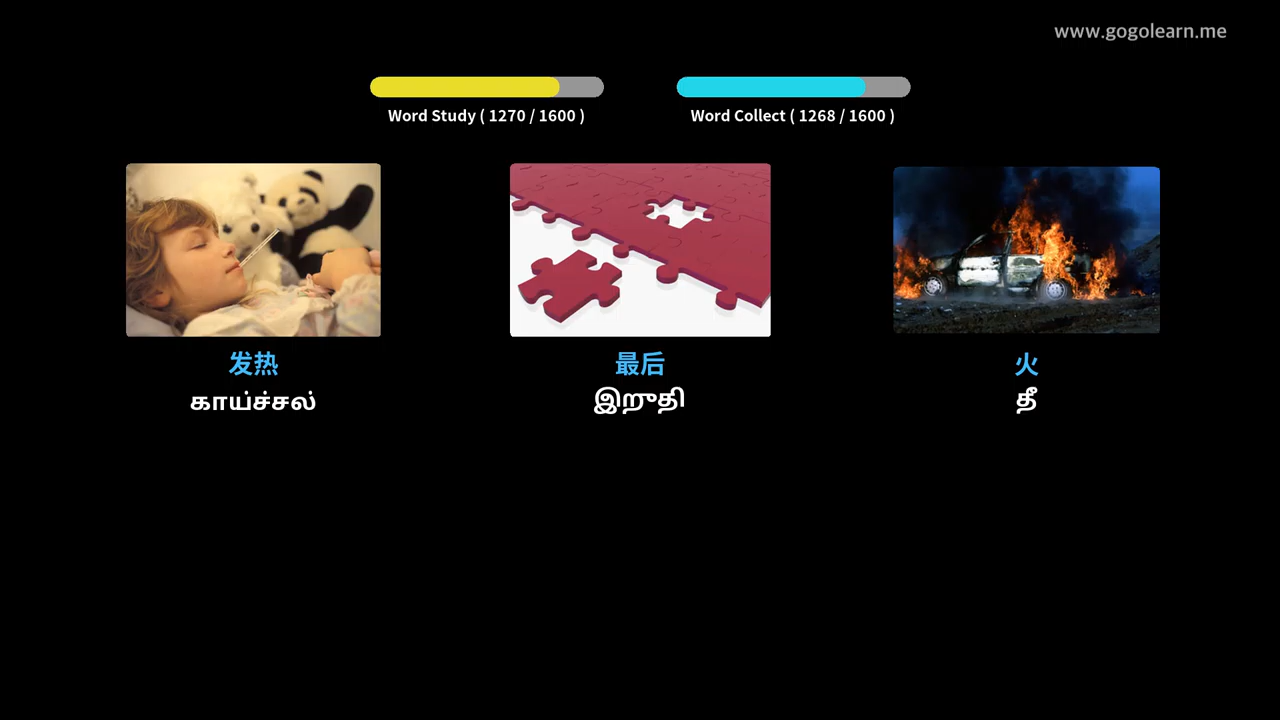 www.gogolearn.me
Word Study ( 1270 / 1600 )
Word Collect ( 1268 / 1600 )
发热
காய்ச்சல்
最后
இறுதி
火
தீ